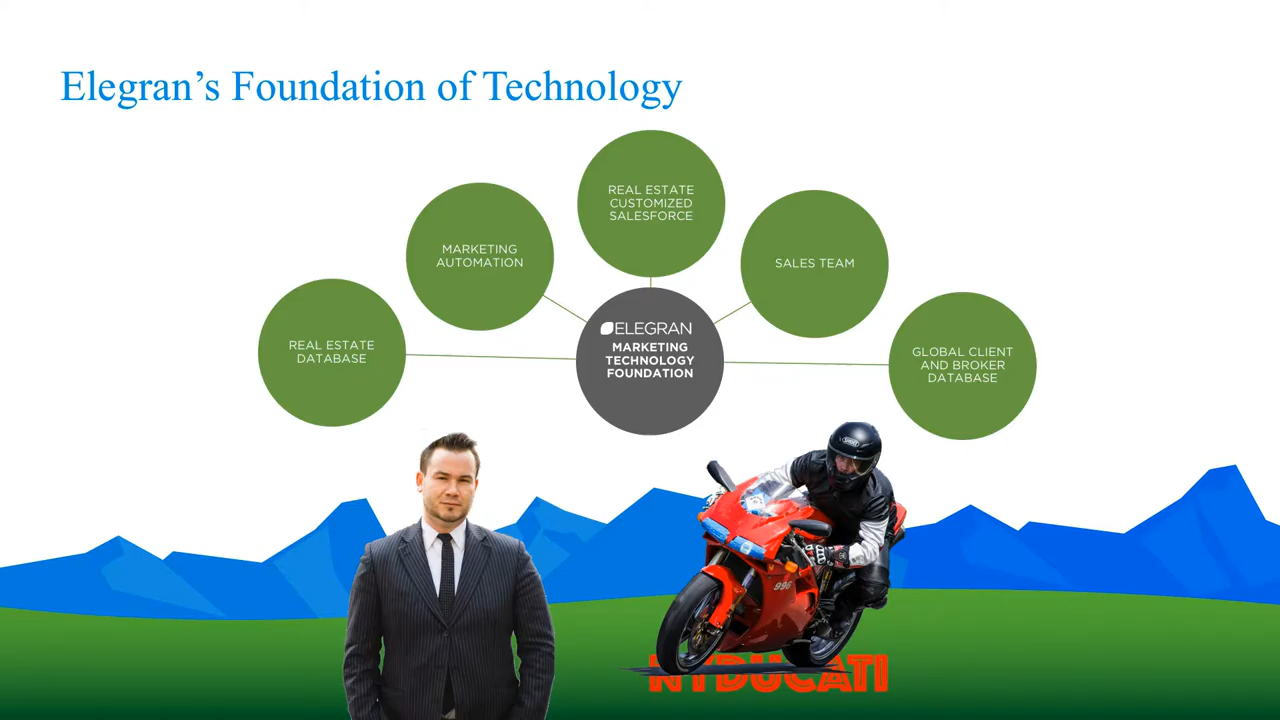 Elegran’s Foundation of Technology
REAL ESTATE
CUSTOMIZED
SALESFORCE
MARKETING
AUTOMATION
SALES TEAM
REAL ESTATE
DATABASE
ELEGRAN
MARKETING
TECHNOLOGY
FOUNDATION
GLOBAL CLIENT
AND BROKER
DATABASE
SHOEI
996
NYDUCATI